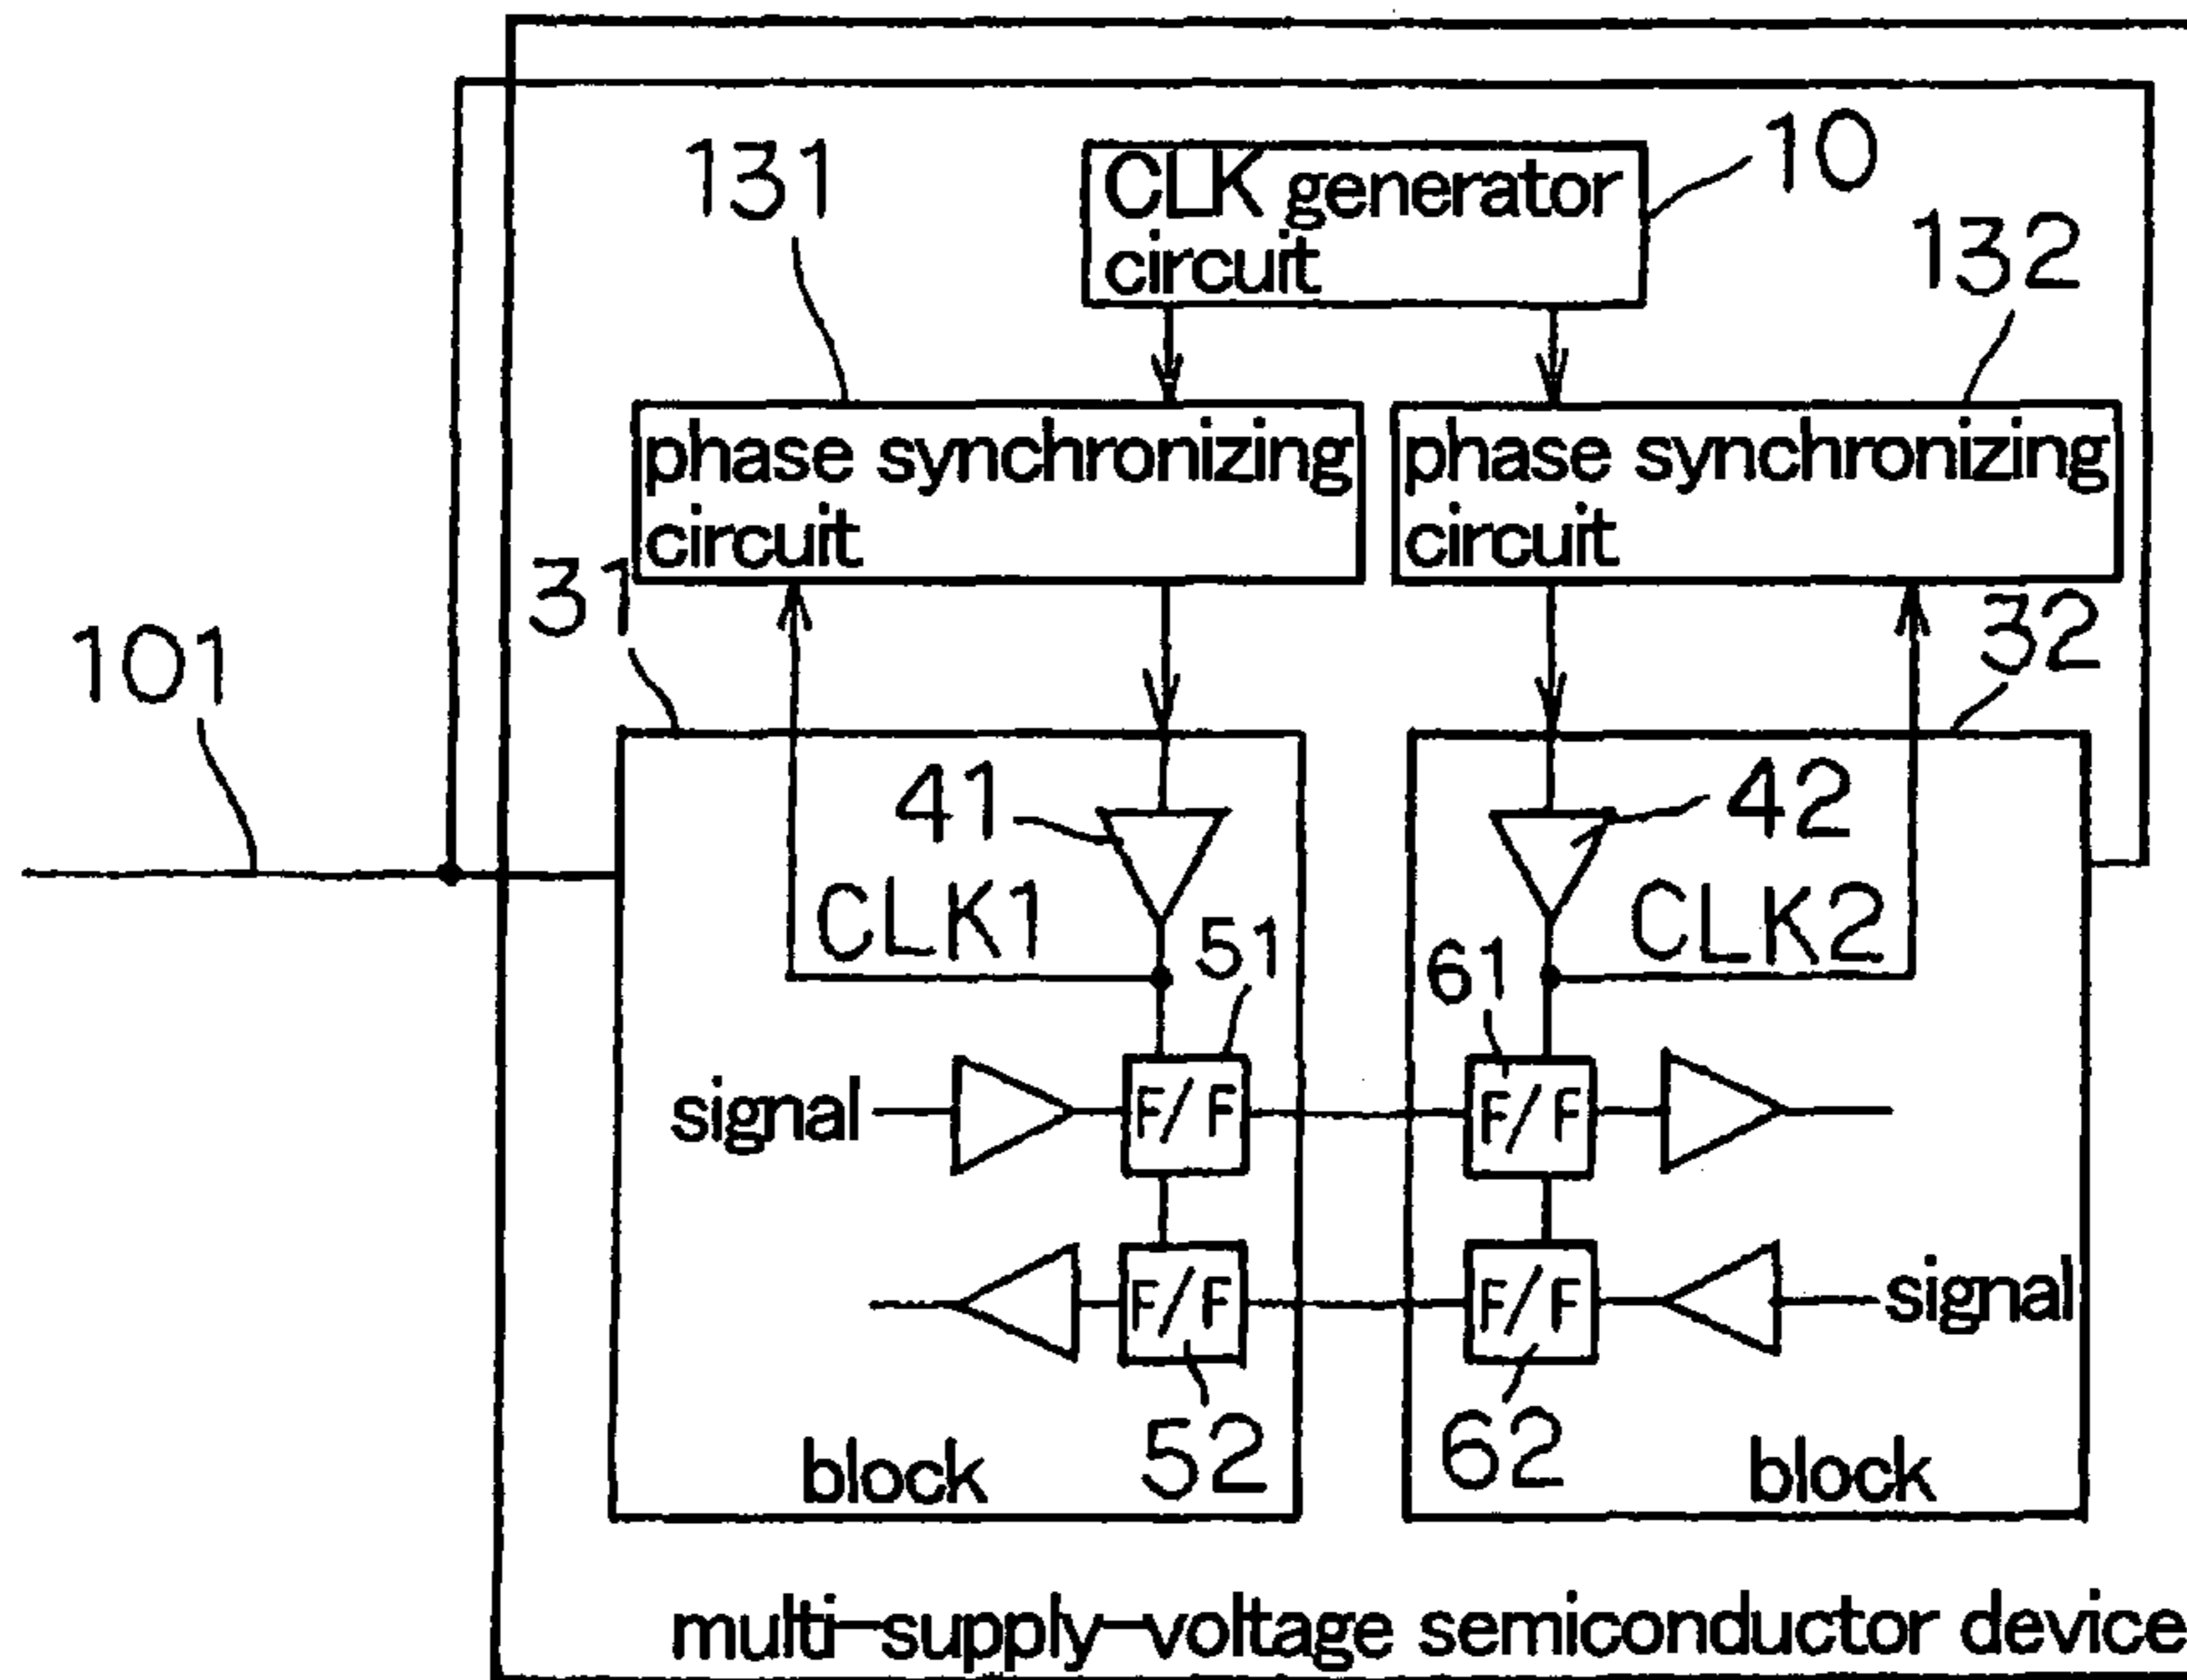 131
CLK generator
circuit
10
132
phase synchronizing
circuit
phase synchronizing
circuit
31
32
101
41
42
CLK1
CLK2
51
61
signal
F/F
F/F
F/F
F/F
signal
52
62
block
block
multi-supply-voltage semiconductor device